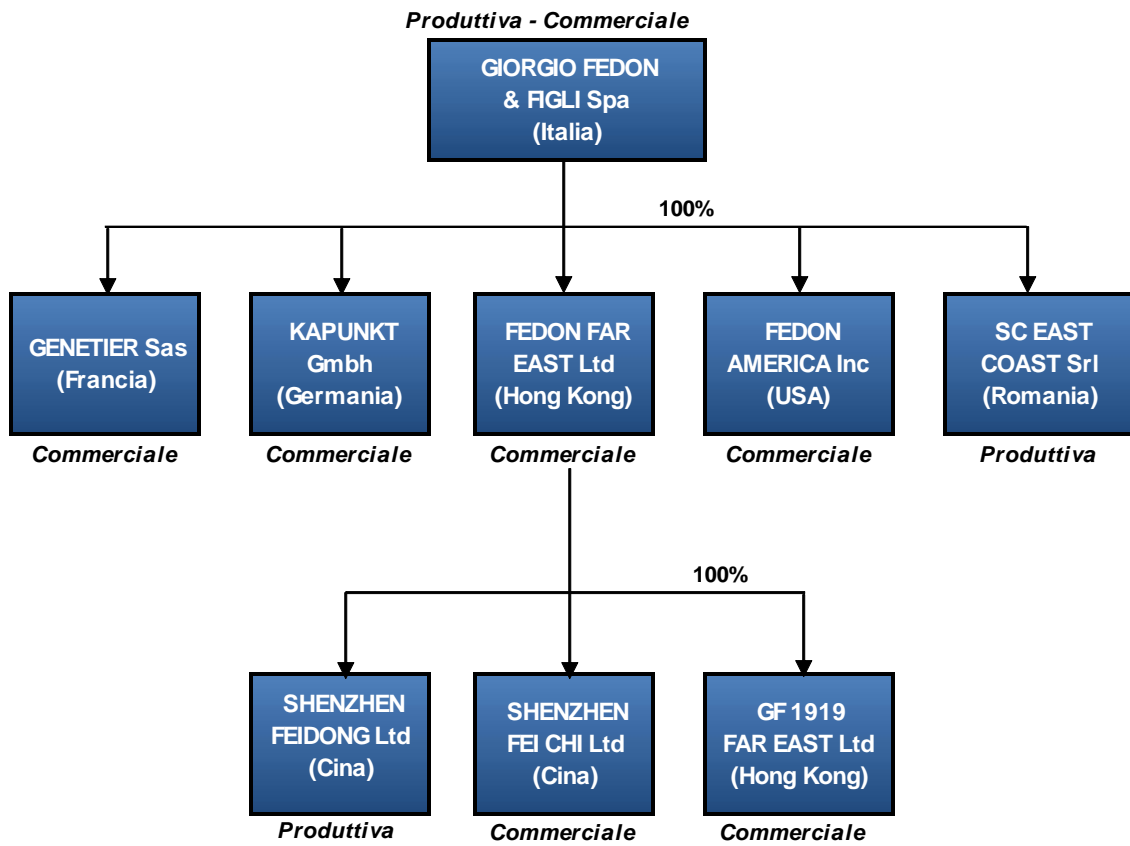 Produttiva - Commerciale
GIORGIO FEDON
& FIGLI Spa
(Italia)
100%
GENETIER Sas
(Francia)
Commerciale
KAPUNKT
Gmbh
(Germania)
Commerciale
FEDON FAR
EAST Ltd
(Hong Kong)
Commerciale
FEDON
AMERICA Inc
(USA)
Commerciale
SC EAST
COAST Srl
(Romania)
Produttiva
100%
SHENZHEN
FEIDONG Ltd
(Cina)
Produttiva
SHENZHEN
FEI CHI Ltd
(Cina)
Commerciale
GF 1919
FAR EAST Ltd
(Hong Kong)
Commerciale